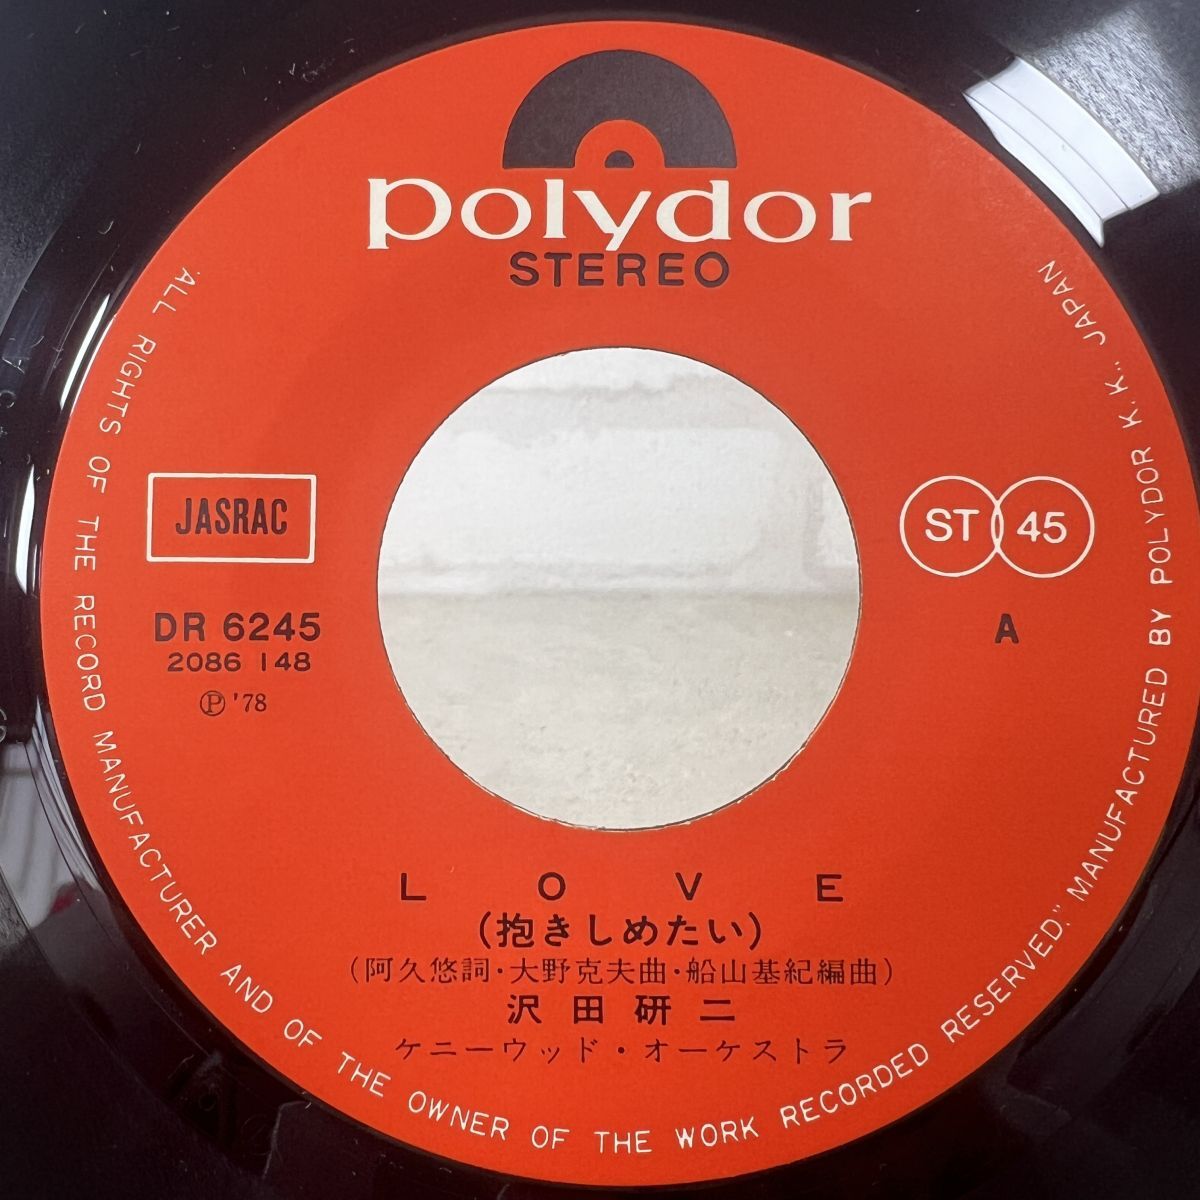 polydor
STEREO
JASRAC
DR 6245
2086 148
Ⓟ '78
ST 45
A
LOVE
(抱きしめたい)
(阿久悠詞・大野克夫曲・船山基紀編曲)
沢田研二
ケニーウッド・オーケストラ
"ALL RIGHTS OF THE RECORD MANUFACTURER AND OF THE OWNER OF THE WORK RECORDED RESERVED." MANUFACTURED BY POLYDOR K.K., JAPAN